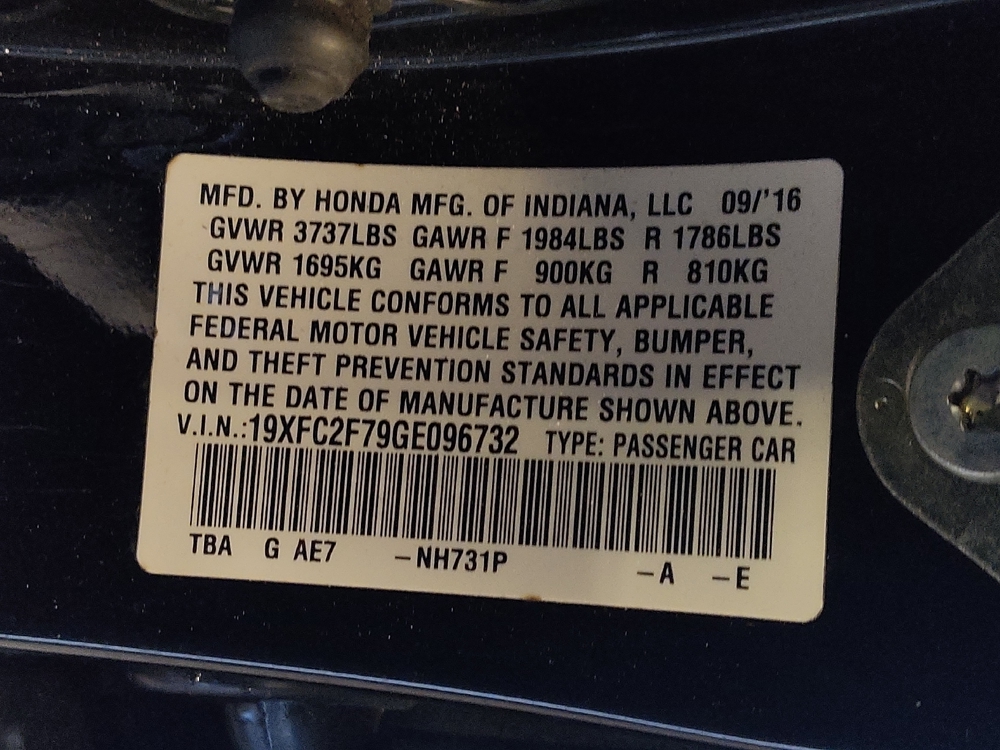 MFD. BY HONDA MFG. OF INDIANA, LLC 09/'16
GVWR 3737LBS GAWR F 1984LBS R 1786LBS
GVWR 1695KG GAWR F 900KG R 810KG
THIS VEHICLE CONFORMS TO ALL APPLICABLE
FEDERAL MOTOR VEHICLE SAFETY, BUMPER,
AND THEFT PREVENTION STANDARDS IN EFFECT
ON THE DATE OF MANUFACTURE SHOWN ABOVE.
V.I.N.:19XFC2F79GE096732 TYPE: PASSENGER CAR
TBA G AE7 -NH731P -A -E